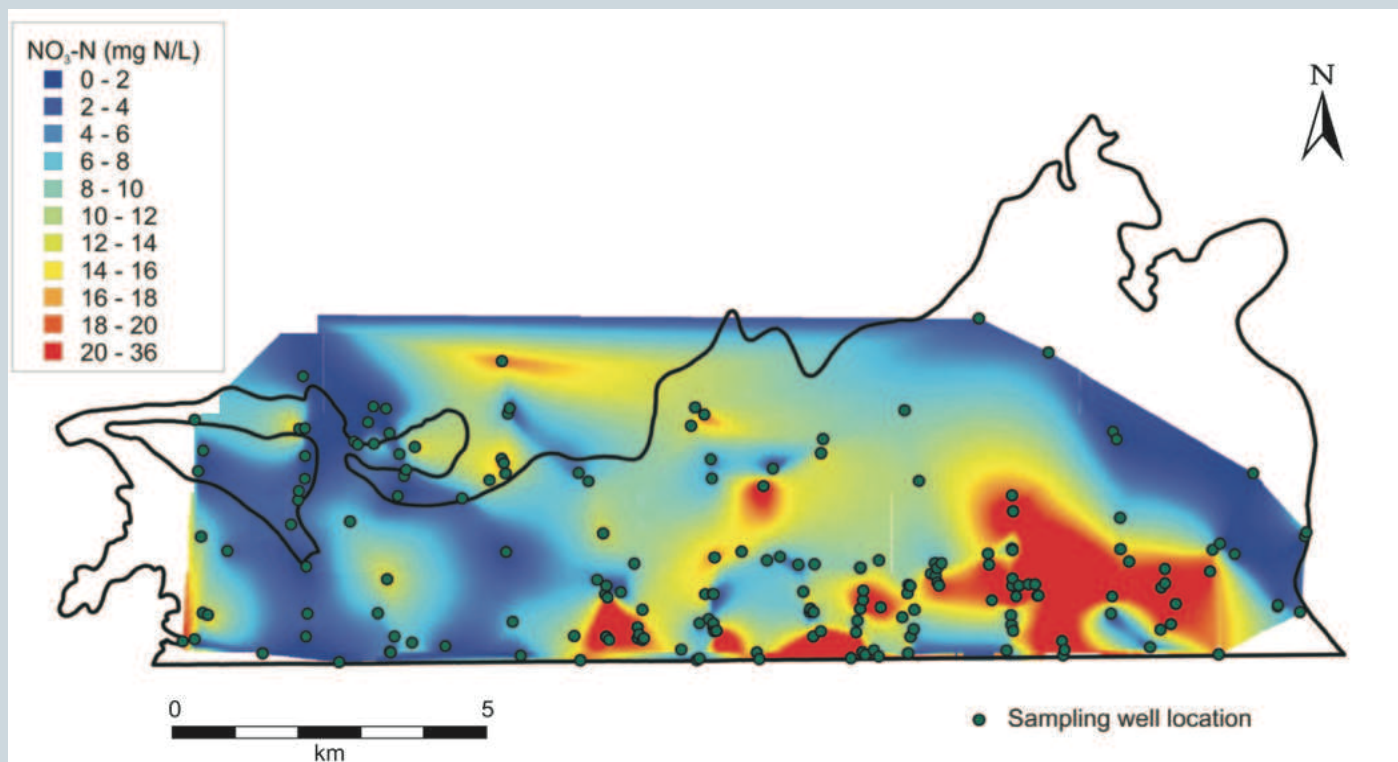 NO₃-N (mg N/L)
0 - 2
2 - 4
4 - 6
6 - 8
8 - 10
10 - 12
12 - 14
14 - 16
16 - 18
18 - 20
20 - 36
N
0 5
km
Sampling well location